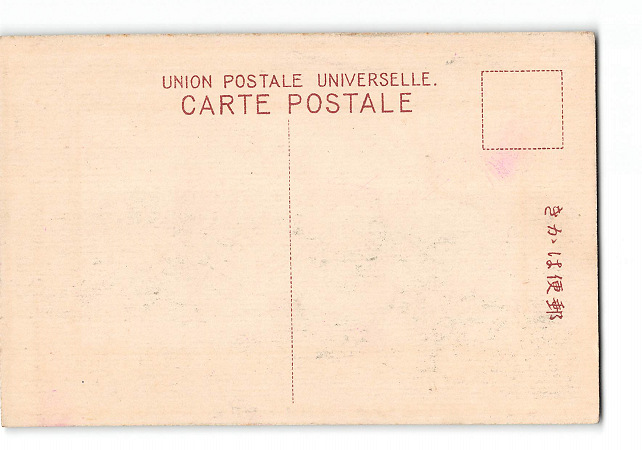 UNION POSTALE UNIVERSELLE.
CARTE POSTALE
きかは便郵